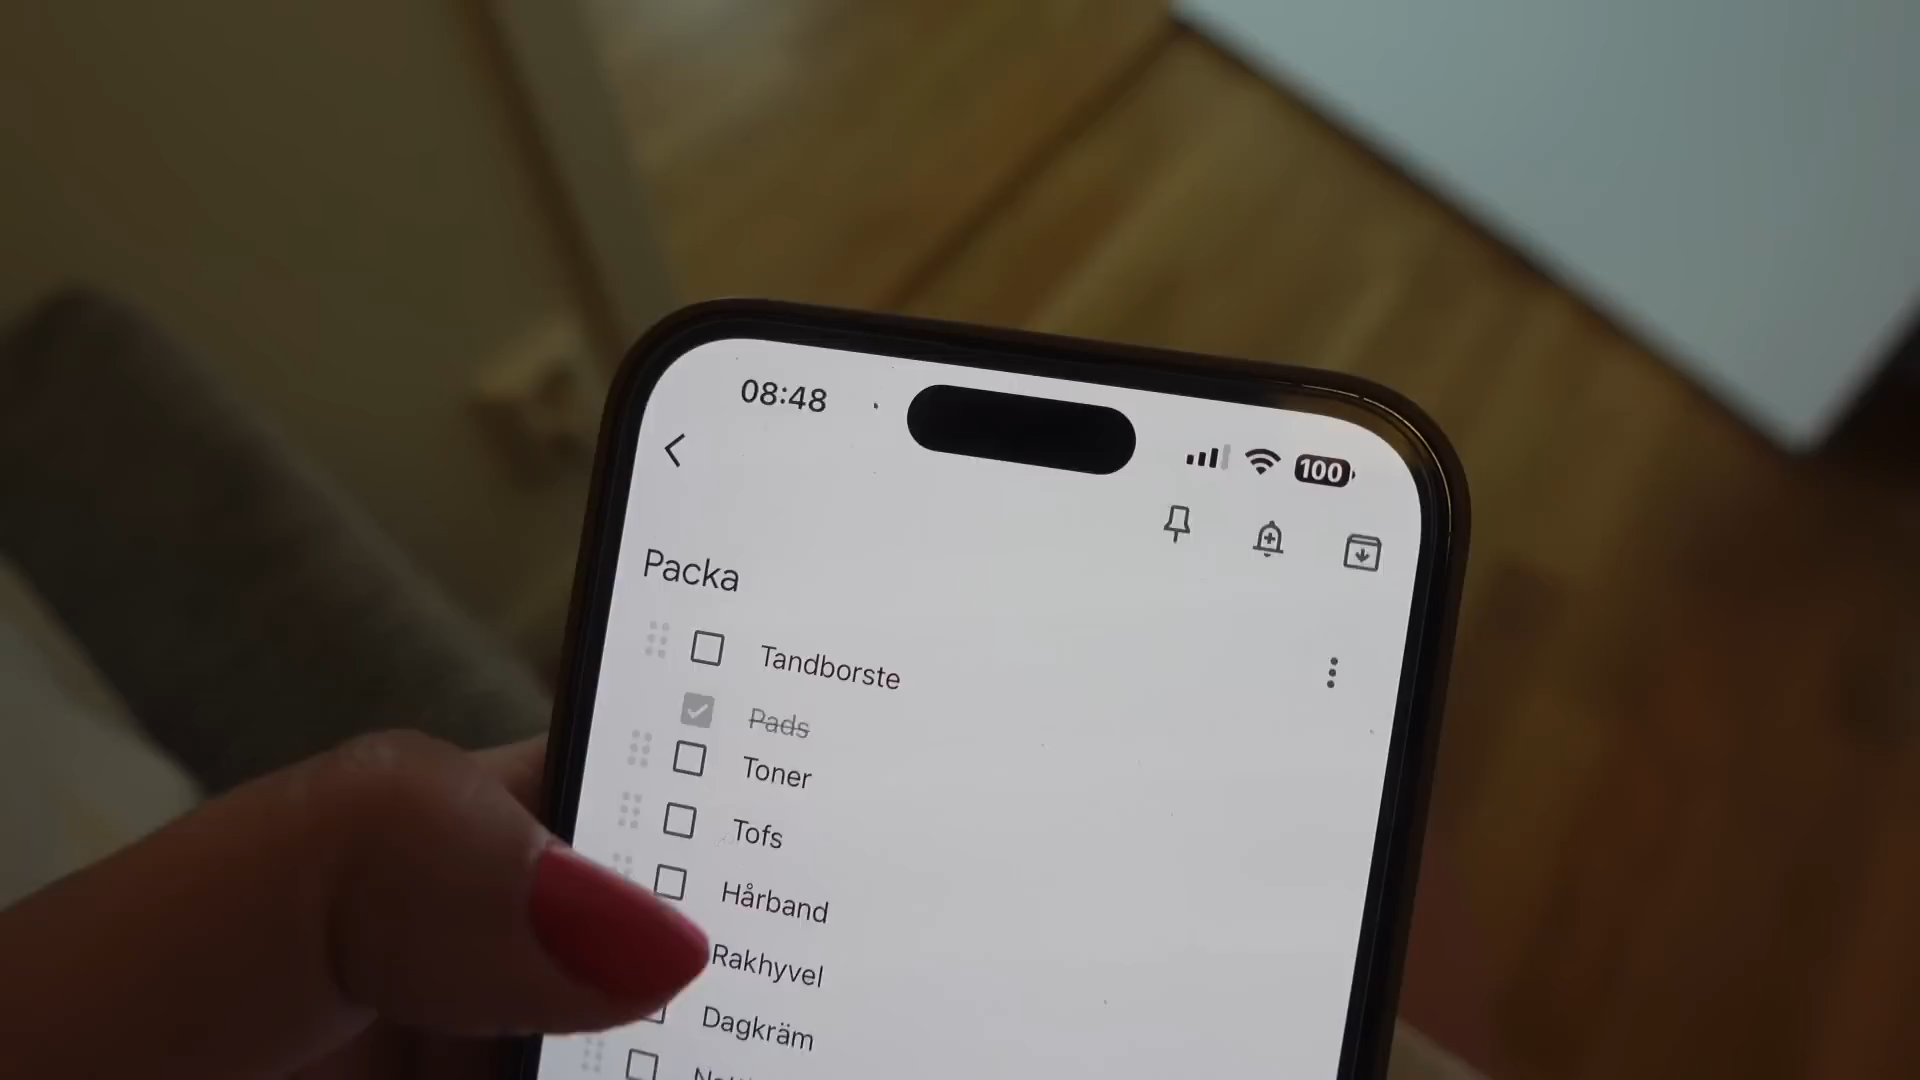 08:48
100
Packa
Tandborste
Pads
Toner
Tofs
Hårband
Rakhyvel
Dagkräm